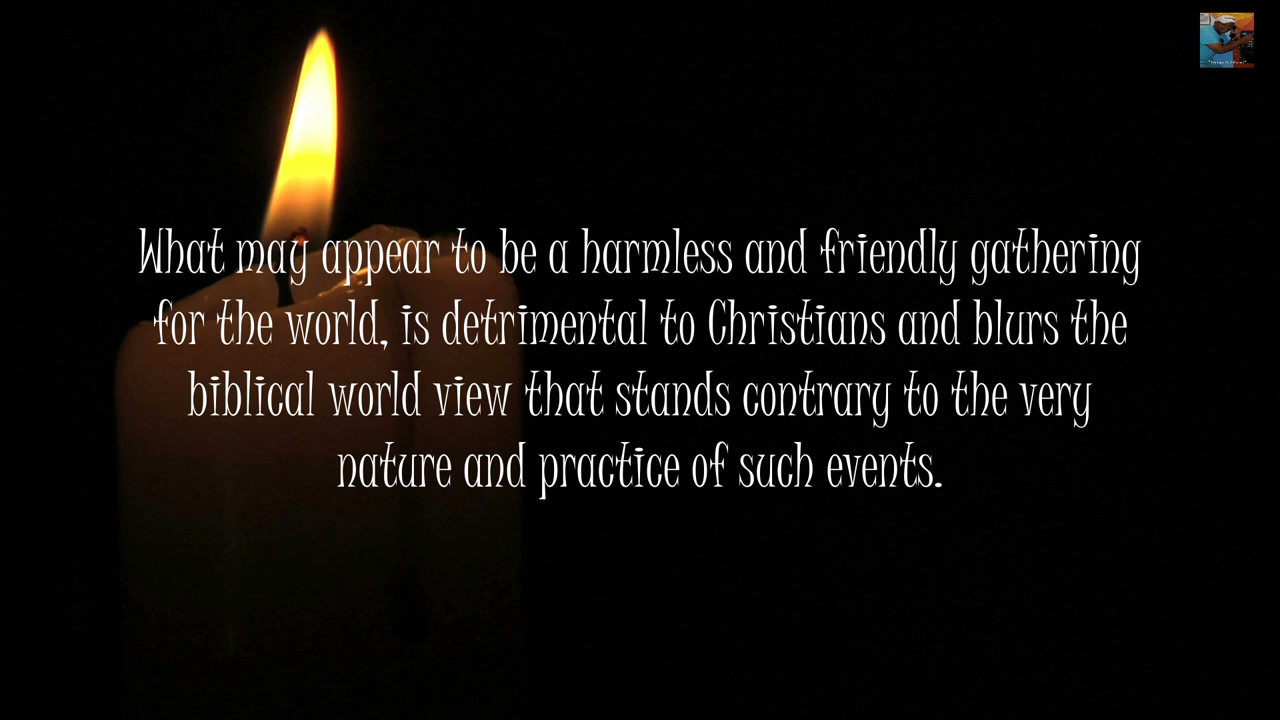 What may appear to be a harmless and friendly gathering
for the world, is detrimental to Christians and blurs the
biblical world view that stands contrary to the very
nature and practice of such events.